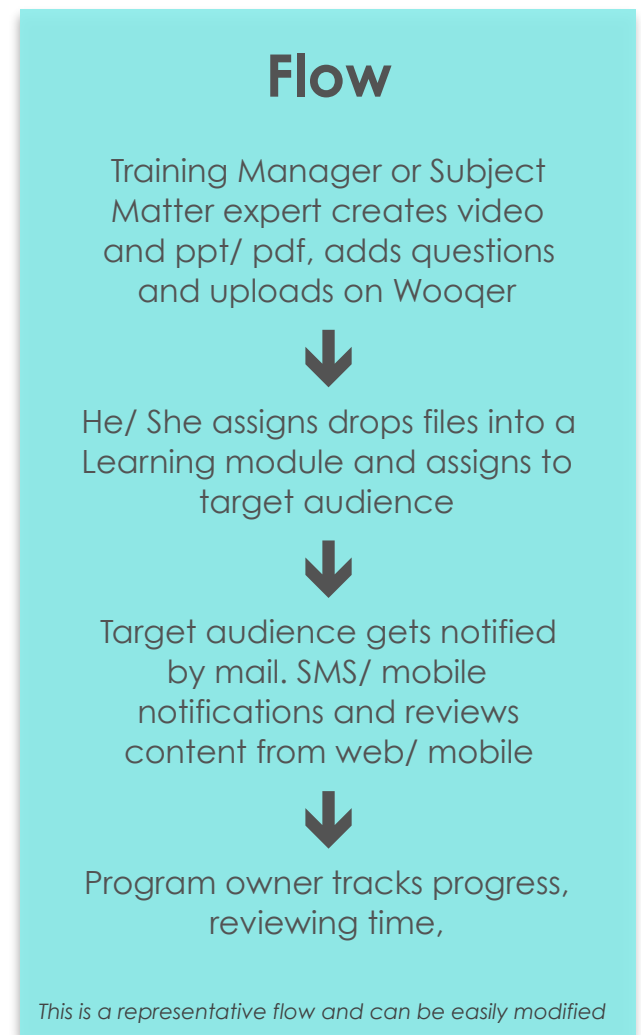 Flow
Training Manager or Subject
Matter expert creates video
and ppt/ pdf, adds questions
and uploads on Wooqer
He/ She assigns drops files into a
Learning module and assigns to
target audience
Target audience gets notified
by mail. SMS/ mobile
notifications and reviews
content from web/ mobile
Program owner tracks progress,
reviewing time,
This is a representative flow and can be easily modified